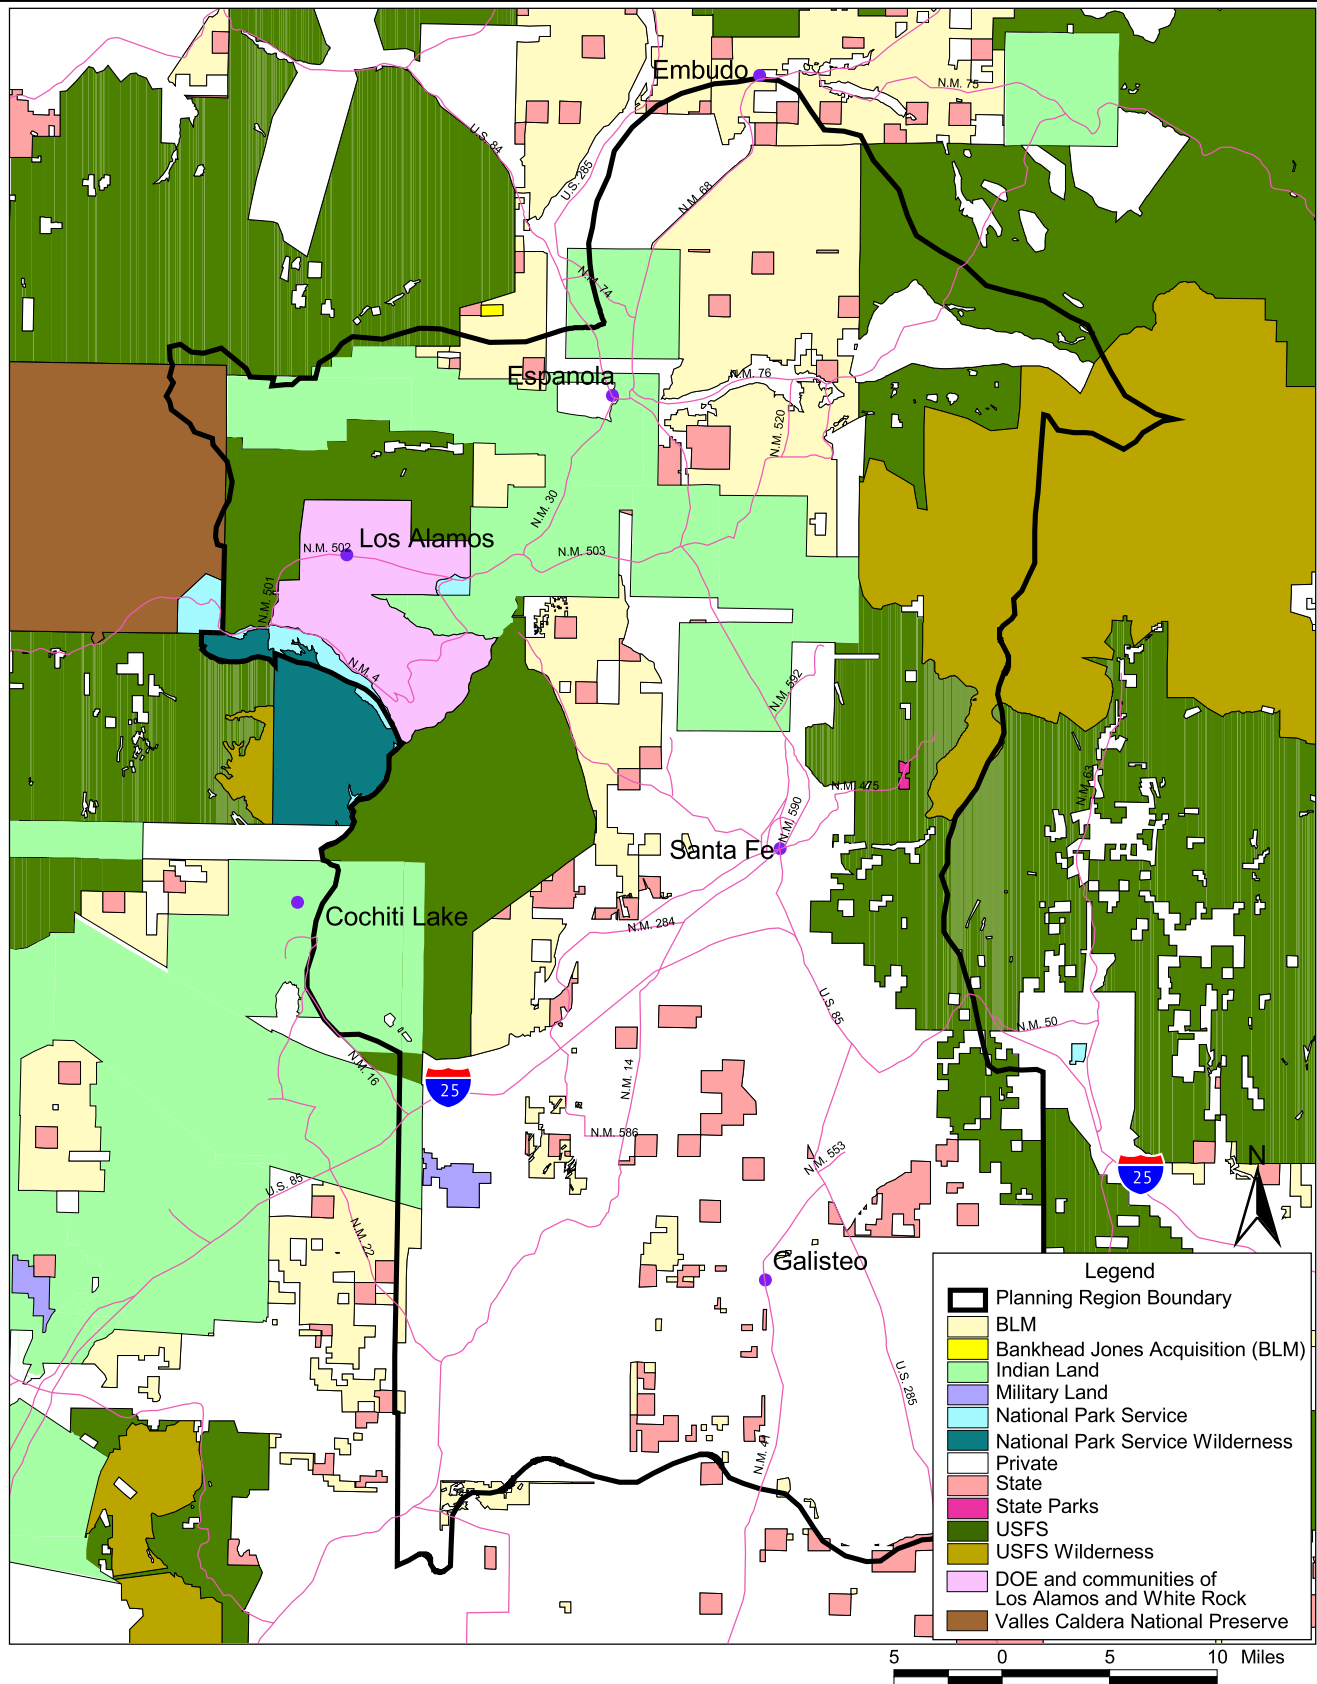 Embudo
N.M. 75
U.S. 84
U.S. 285
N.M. 68
N.M. 74
Espanola
N.M. 76
N.M. 520
N.M. 30
Los Alamos
N.M. 502
N.M. 503
N.M. 501
N.M. 4
N.M. 592
N.M. 475
N.M. 63
N.M. 590
Santa Fe
Cochiti Lake
N.M. 284
U.S. 85
N.M. 50
N.M. 16
25
N.M. 14
N.M. 586
N.M. 553
N
25
U.S. 85
N.M. 22
Galisteo
U.S. 285
N.M. 41
Legend
Planning Region Boundary
BLM
Bankhead Jones Acquisition (BLM)
Indian Land
Military Land
National Park Service
National Park Service Wilderness
Private
State
State Parks
USFS
USFS Wilderness
DOE and communities of
Los Alamos and White Rock
Valles Caldera National Preserve
5 0 5 10 Miles